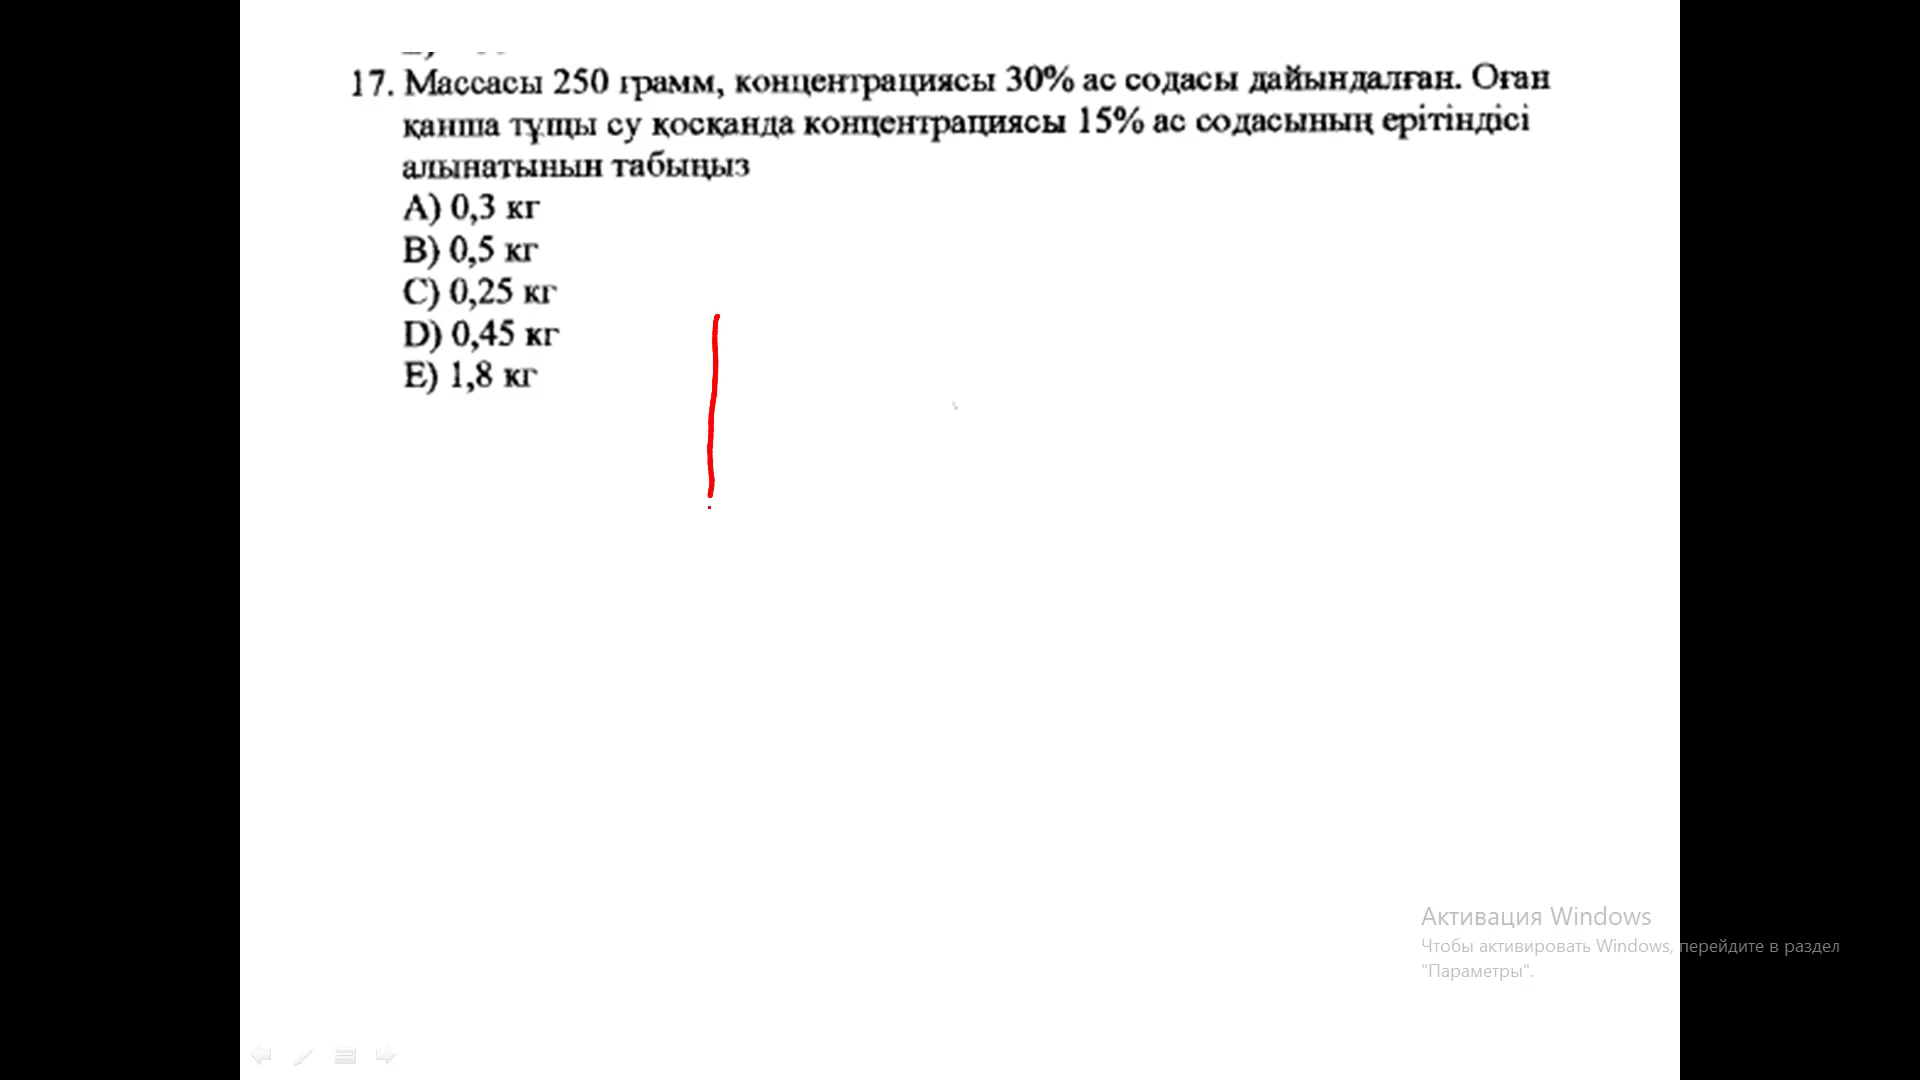 17. Массасы 250 грамм, концентрациясы 30% ас содасы дайындалған. Оған
қанша тұщы су қосқанда концентрациясы 15% ас содасының ерітіндісі
алынатынын табыңыз
A) 0,3 кг
B) 0,5 кг
C) 0,25 кг
D) 0,45 кг
E) 1,8 кг
Активация Windows
Чтобы активировать Windows, перейдите в раздел
"Параметры".